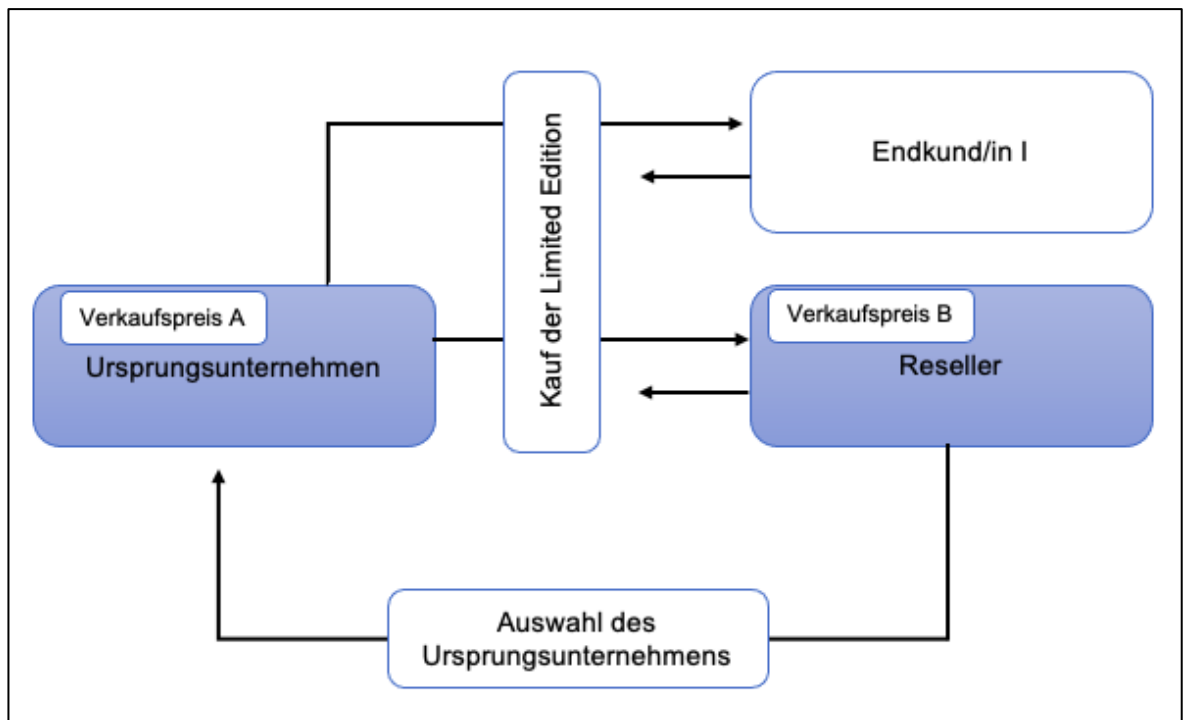 Kauf der Limited Edition
Endkund/in I
Verkaufspreis A
Ursprungsunternehmen
Verkaufspreis B
Reseller
Auswahl des
Ursprungsunternehmens